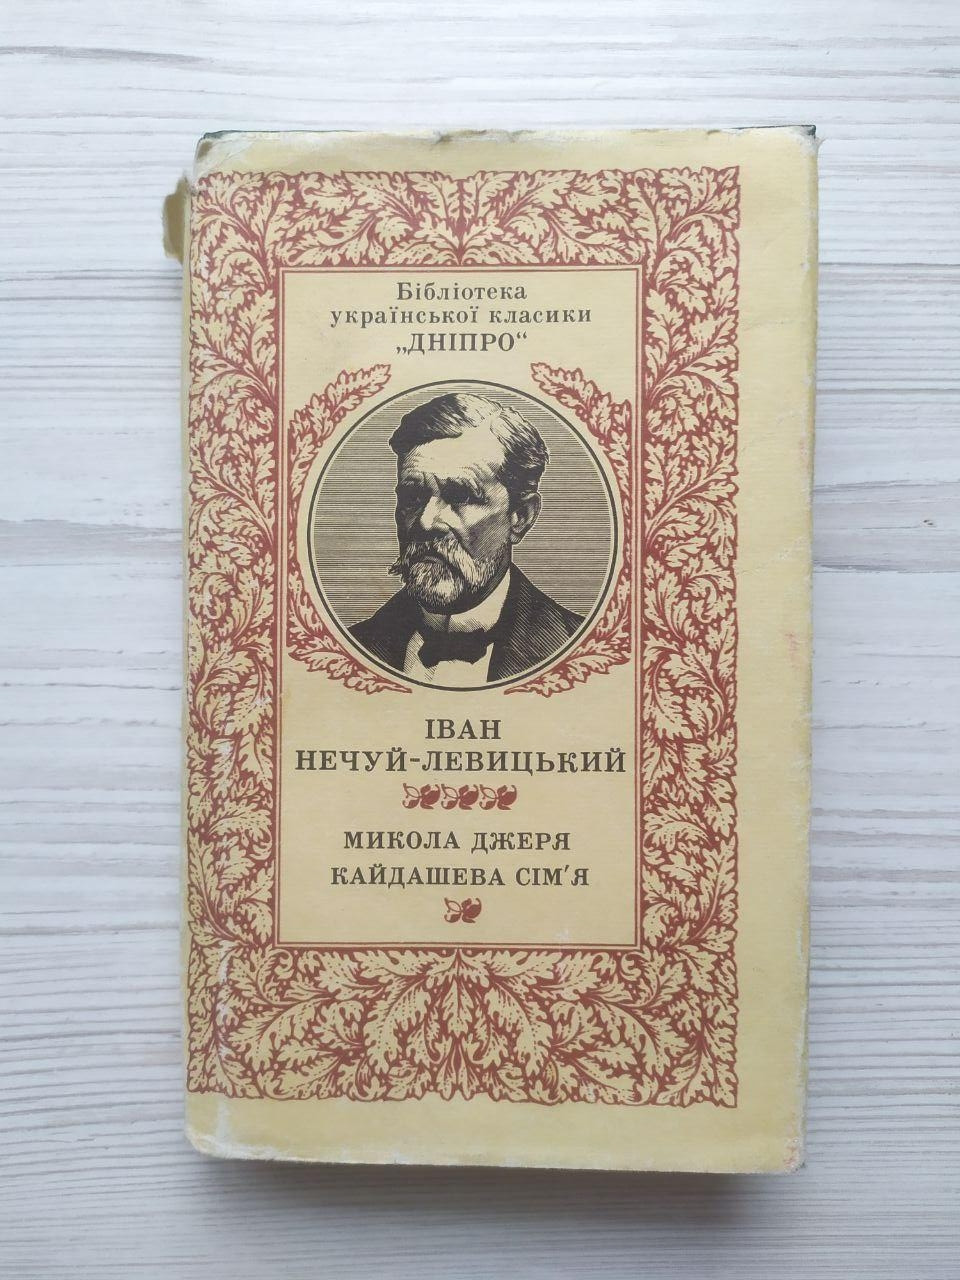 Бібліотека
української класики
„ДНІПРО“
ІВАН
НЕЧУЙ-ЛЕВИЦЬКИЙ
МИКОЛА ДЖЕРЯ
КАЙДАШЕВА СІМ'Я